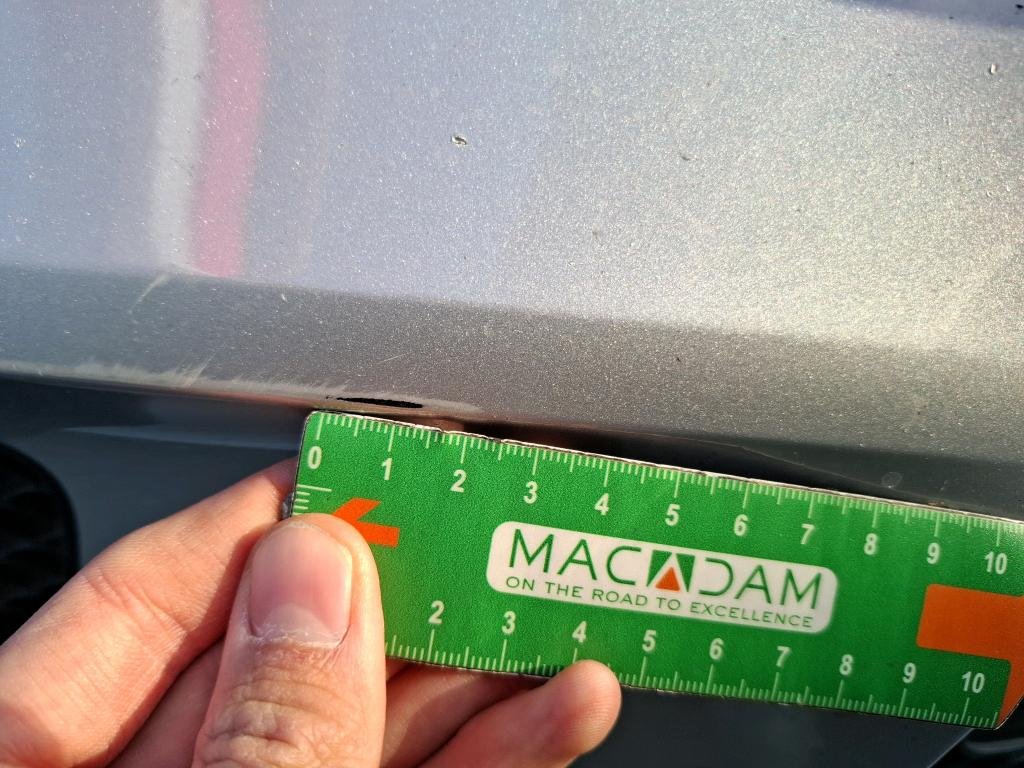 0 1 2 3 4 5 6 7 8 9 10
MACADAM
ON THE ROAD TO EXCELLENCE
2 3 4 5 6 7 8 9 10